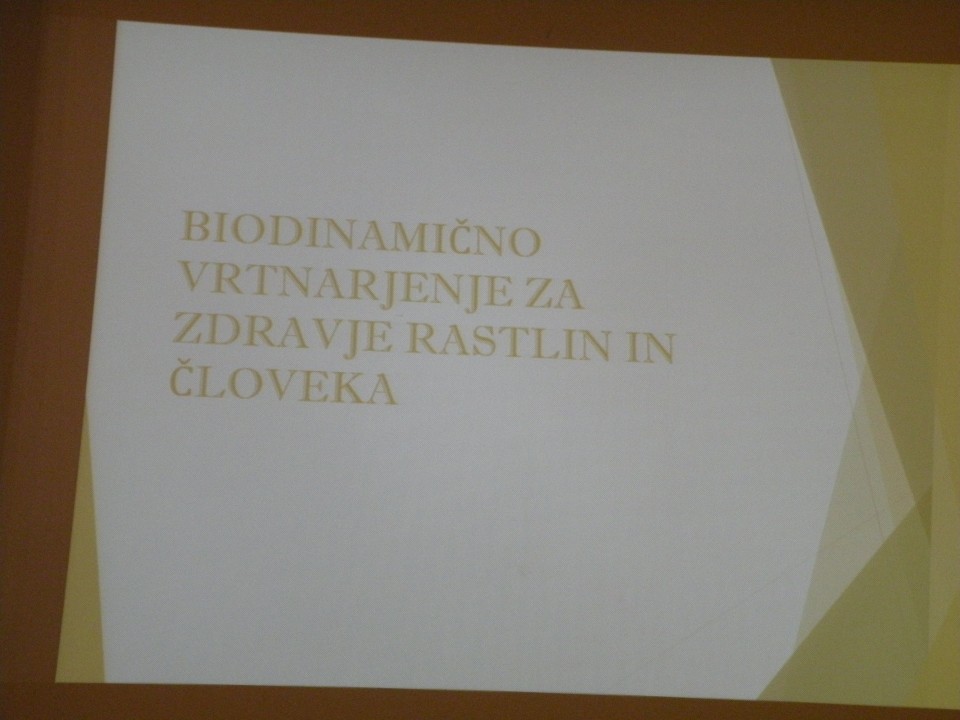 BIODINAMIČNO
VRTNARJENJE ZA
ZDRAVJE RASTLIN IN
ČLOVEKA